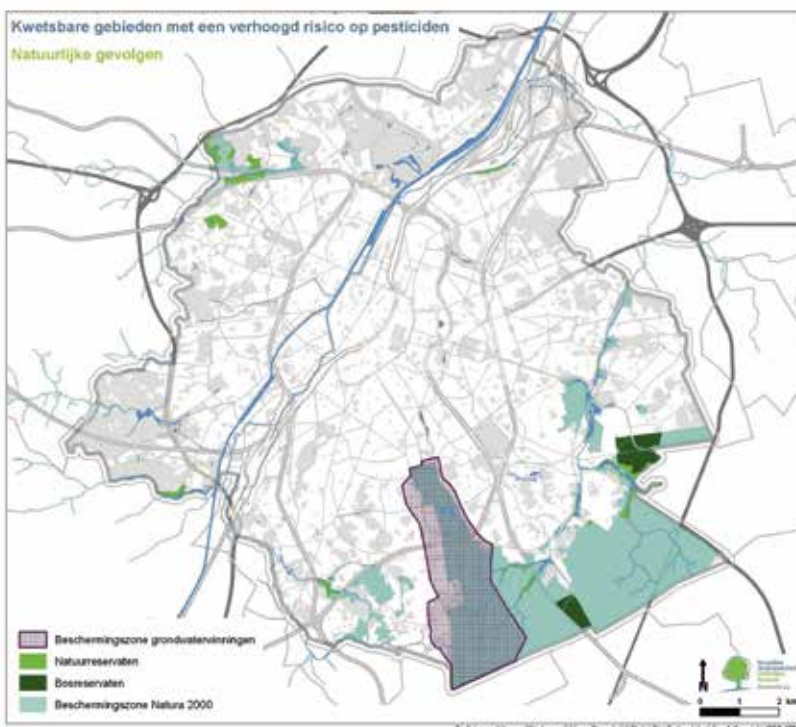 Kwetsbare gebieden met een verhoogd risico op pesticiden
Natuurlijke gevolgen
Beschermingszone grondwatervinningen
Natuurreservaten
Bosreservaten
Beschermingszone Natura 2000
0 1 2 km